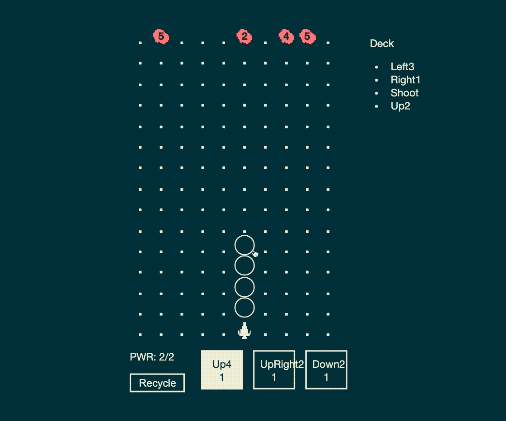 5 2 4 5
Deck
Left3
Right1
Shoot
Up2
PWR: 2/2
Recycle
Up4
1
UpRight2
1
Down2
1